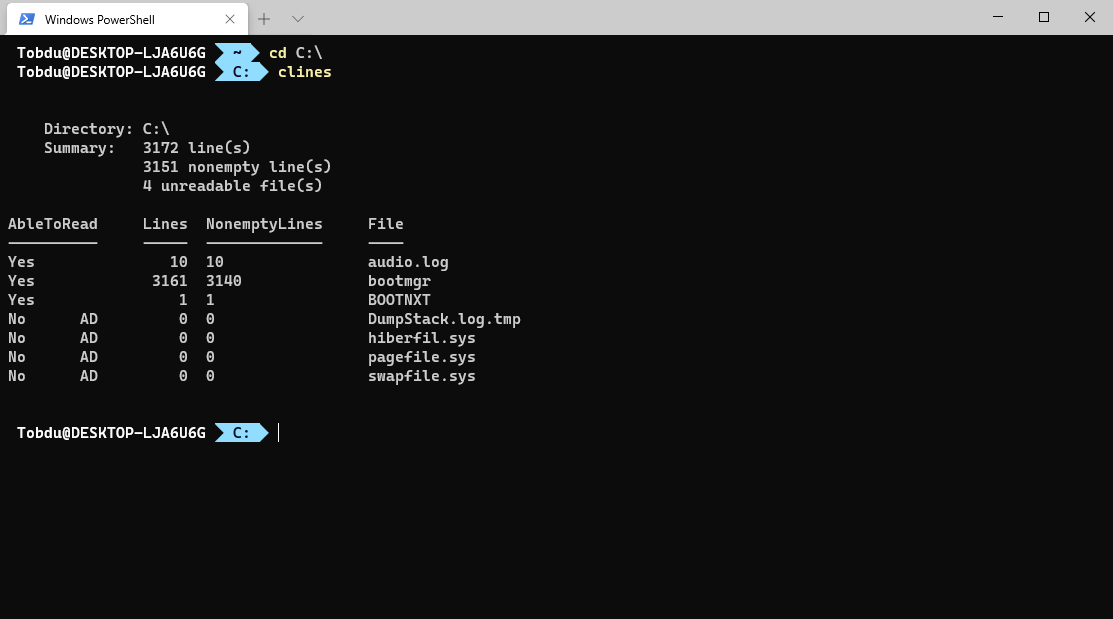 Windows PowerShell
Tobdu@DESKTOP-LJA6U6G ~ cd C:\
Tobdu@DESKTOP-LJA6U6G C: clines
Directory: C:\
Summary: 3172 line(s)
3151 nonempty line(s)
4 unreadable file(s)
AbleToRead Lines NonemptyLines File
---------- ----- ------------- ----
Yes 10 10 audio.log
Yes 3161 3140 bootmgr
Yes 1 1 BOOTNXT
No AD 0 0 DumpStack.log.tmp
No AD 0 0 hiberfil.sys
No AD 0 0 pagefile.sys
No AD 0 0 swapfile.sys
Tobdu@DESKTOP-LJA6U6G C: